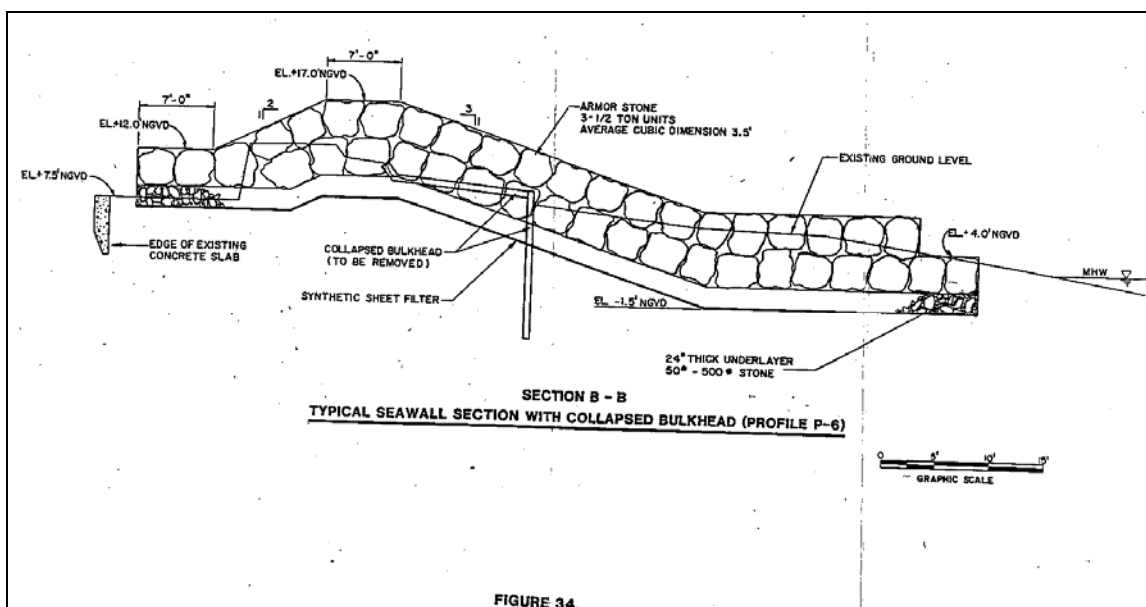 7'-0"
EL.+17.0'NGVD
7'-0"
2
1
3
1
ARMOR STONE
3-1/2 TON UNITS
AVERAGE CUBIC DIMENSION 3.5'
EL.+12.0'NGVD
EXISTING GROUND LEVEL
EL.+7.5'NGVD
EL.+4.0'NGVD
MHW
EDGE OF EXISTING
CONCRETE SLAB
COLLAPSED BULKHEAD
(TO BE REMOVED)
SYNTHETIC SHEET FILTER
EL. -1.5' NGVD
24" THICK UNDERLAYER
50# - 500# STONE
SECTION B - B
TYPICAL SEAWALL SECTION WITH COLLAPSED BULKHEAD (PROFILE P-6)
0 5' 10' 15'
GRAPHIC SCALE
FIGURE 34.